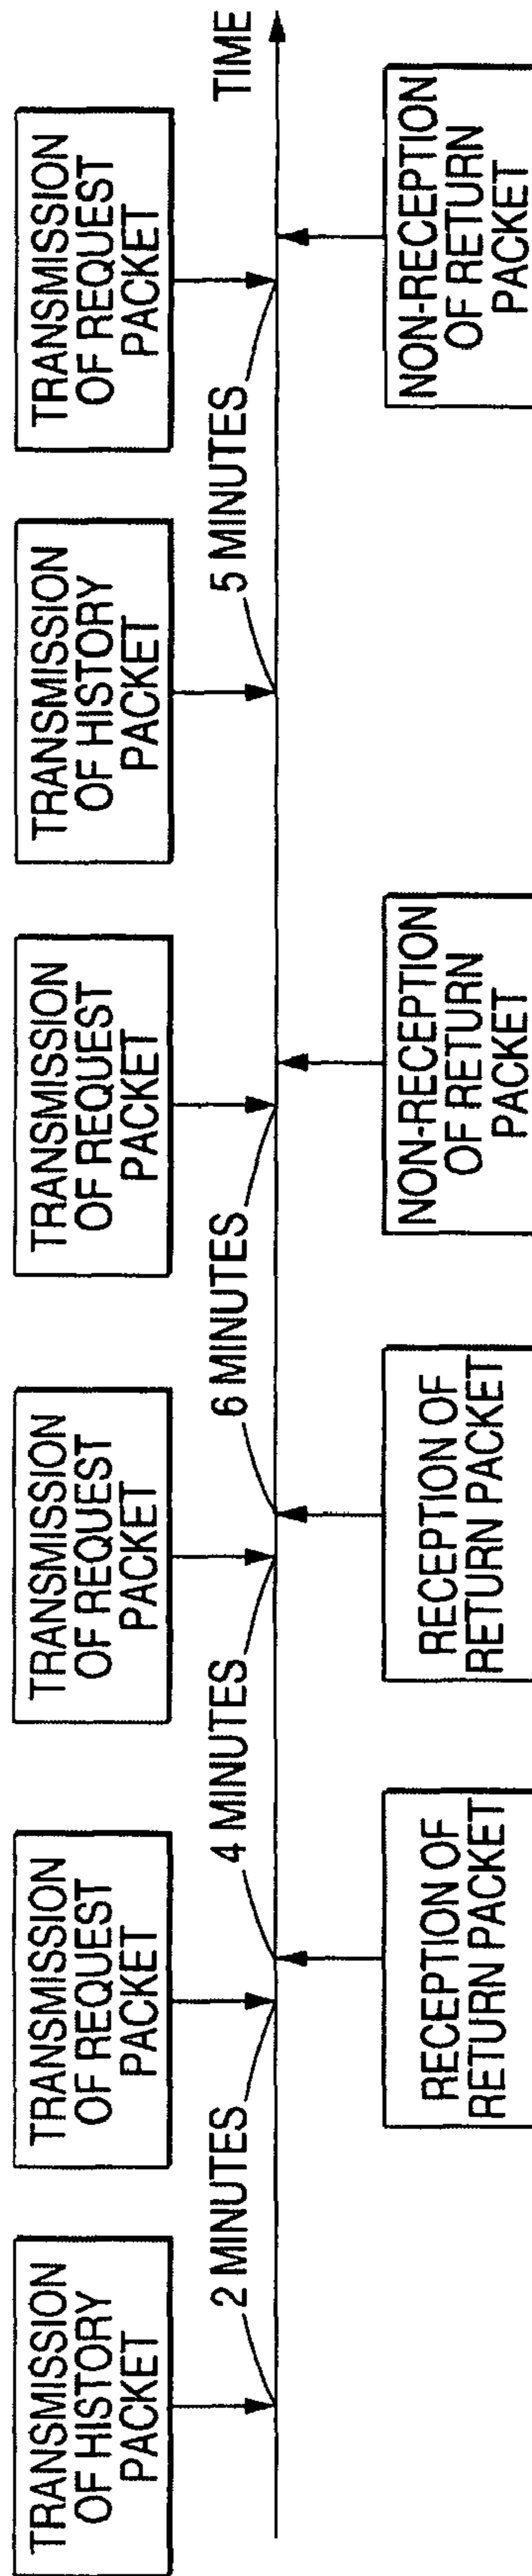 TRANSMISSION
OF HISTORY
PACKET
TRANSMISSION
OF REQUEST
PACKET
TRANSMISSION
OF REQUEST
PACKET
TRANSMISSION
OF REQUEST
PACKET
TRANSMISSION
OF HISTORY
PACKET
TRANSMISSION
OF REQUEST
PACKET
2 MINUTES
4 MINUTES
6 MINUTES
5 MINUTES
TIME
RECEPTION OF
RETURN PACKET
RECEPTION OF
RETURN PACKET
NON-RECEPTION
OF RETURN
PACKET
NON-RECEPTION
OF RETURN
PACKET